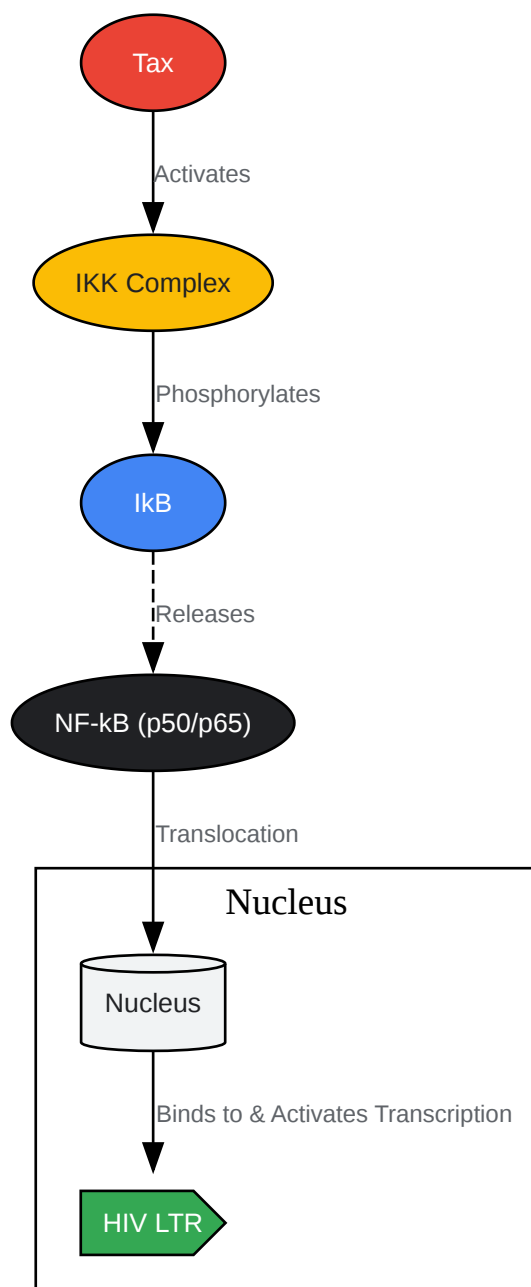 Tax
Activates
IKK Complex
Phosphorylates
IkB
Releases
NF-kB (p50/p65)
Translocation
Nucleus
Nucleus
Binds to & Activates Transcription
HIV LTR